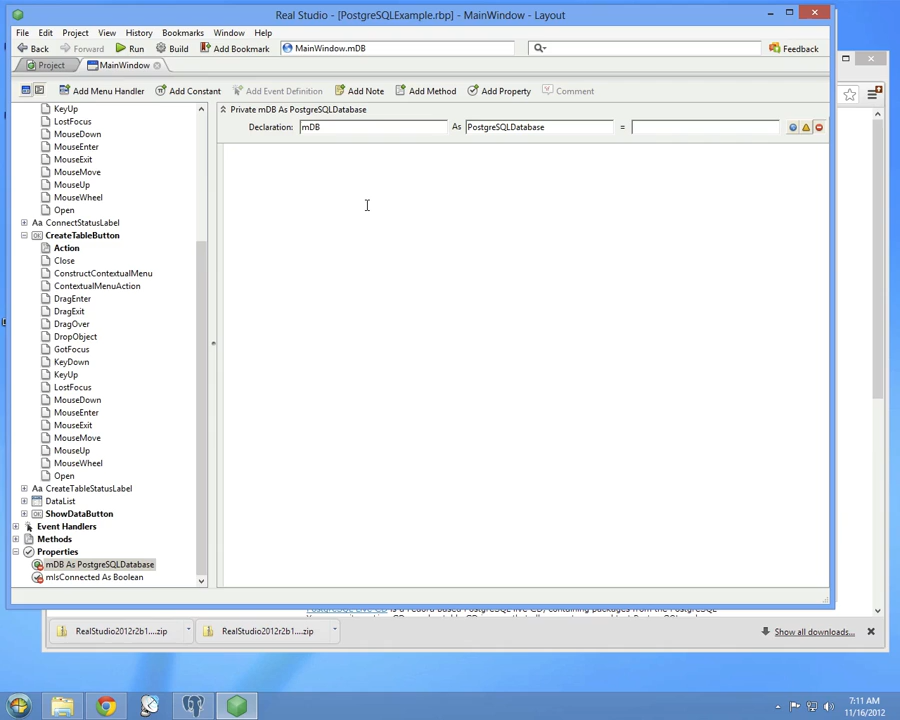 Real Studio - [PostgreSQLExample.rbp] - MainWindow - Layout
File Edit Project View History Bookmarks Window Help
Back Forward Run Build Add Bookmark MainWindow.mDB Feedback
Project MainWindow
Add Menu Handler Add Constant Add Event Definition Add Note Add Method Add Property Comment
KeyUp
LostFocus
MouseDown
MouseEnter
MouseExit
MouseMove
MouseUp
MouseWheel
Open
Aa ConnectStatusLabel
CreateTableButton
Action
Close
ConstructContextualMenu
ContextualMenuAction
DragEnter
DragExit
DragOver
DropObject
GotFocus
KeyDown
KeyUp
LostFocus
MouseDown
MouseEnter
MouseExit
MouseMove
MouseUp
MouseWheel
Open
Aa CreateTableStatusLabel
DataList
ShowDataButton
Event Handlers
Methods
Properties
mDB As PostgreSQLDatabase
mIsConnected As Boolean
Private mDB As PostgreSQLDatabase
Declaration: mDB As PostgreSQLDatabase =
RealStudio2012r2b1....zip RealStudio2012r2b1....zip Show all downloads...
7:11 AM
11/16/2012